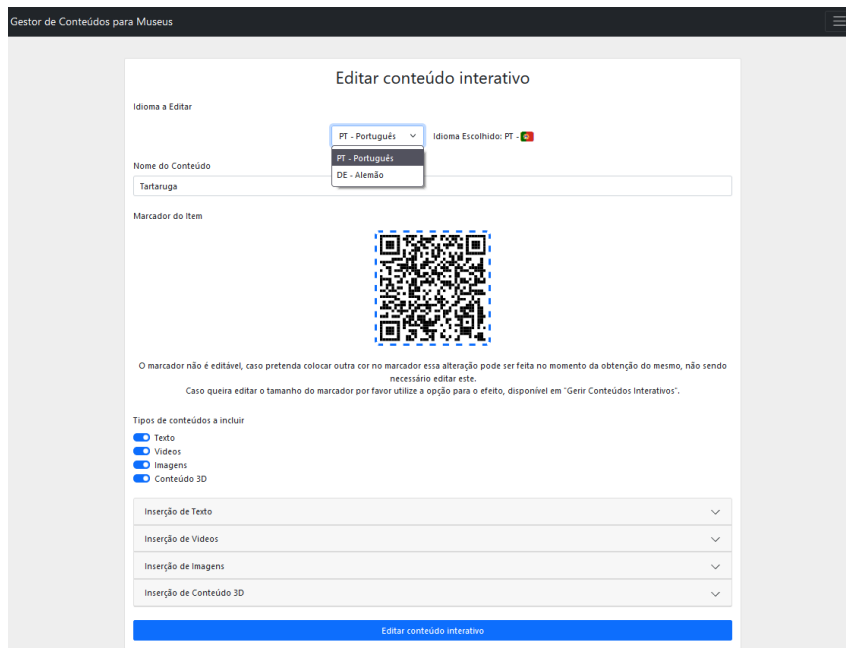 Gestor de Conteúdos para Museus
Editar conteúdo interativo
Idioma a Editar
PT - Português
Idioma Escolhido: PT -
PT - Português
DE - Alemão
Nome do Conteúdo
Tartaruga
Marcador do Item
O marcador não é editável, caso pretenda colocar outra cor no marcador essa alteração pode ser feita no momento da obtenção do mesmo, não sendo
necessário editar este.
Caso queira editar o tamanho do marcador por favor utilize a opção para o efeito, disponível em "Gerir Conteúdos Interativos".
Tipos de conteúdos a incluir
Texto
Videos
Imagens
Conteúdo 3D
Inserção de Texto
Inserção de Videos
Inserção de Imagens
Inserção de Conteúdo 3D
Editar conteúdo interativo